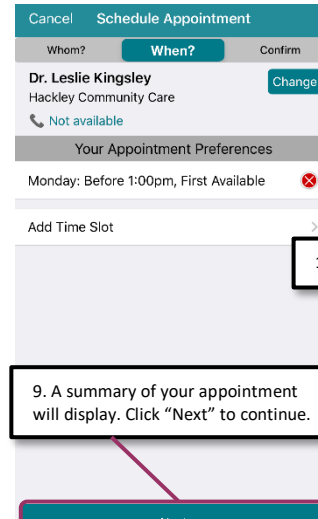 Cancel Schedule Appointment
Whom? When? Confirm
Dr. Leslie Kingsley Change
Hackley Community Care
Not available
Your Appointment Preferences
Monday: Before 1:00pm, First Available
Add Time Slot
9. A summary of your appointment
will display. Click “Next” to continue.